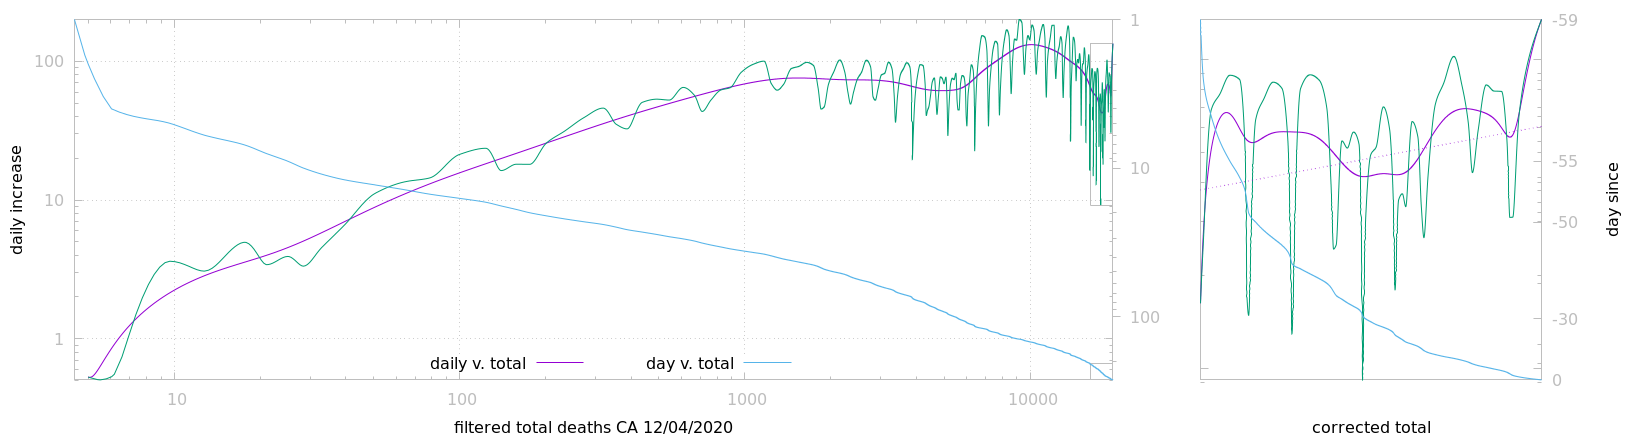 100
10
1
daily increase
daily v. total
day v. total
10
100
1000
10000
filtered total deaths CA 12/04/2020
1
10
100
-59
-55
-50
-30
0
day since
corrected total